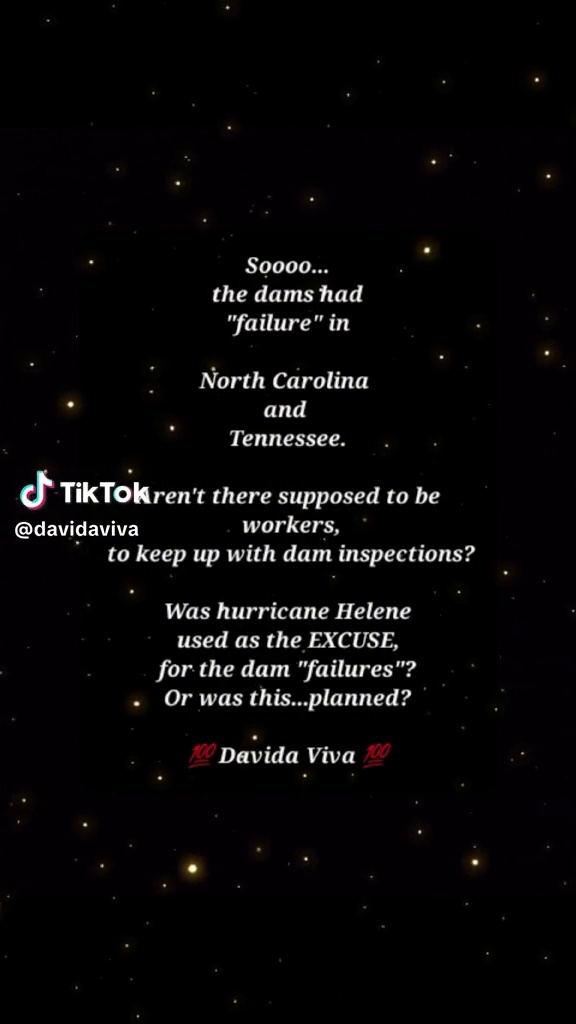 Soooo...
the dams had
"failure" in
North Carolina
and
Tennessee.
TikTok
@davidaviva
Aren't there supposed to be
workers,
to keep up with dam inspections?
Was hurricane Helene
used as the EXCUSE,
for the dam "failures"?
Or was this...planned?
💯 Davida Viva 💯